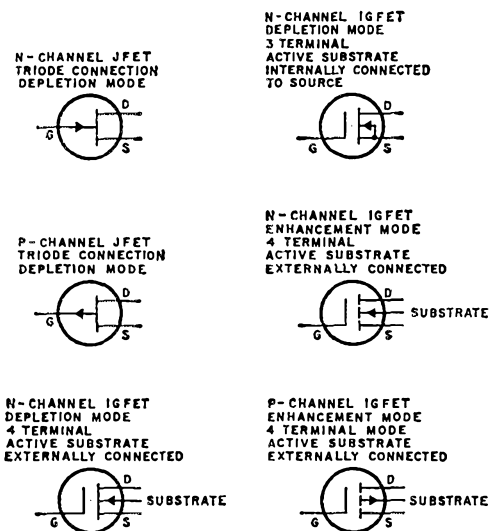 N-CHANNEL JFET
TRIODE CONNECTION
DEPLETION MODE
D
G
S
N-CHANNEL IGFET
DEPLETION MODE
3 TERMINAL
ACTIVE SUBSTRATE
INTERNALLY CONNECTED
TO SOURCE
D
G
S
P-CHANNEL JFET
TRIODE CONNECTION
DEPLETION MODE
D
G
S
N-CHANNEL IGFET
ENHANCEMENT MODE
4 TERMINAL
ACTIVE SUBSTRATE
EXTERNALLY CONNECTED
D
SUBSTRATE
G
S
N-CHANNEL IGFET
DEPLETION MODE
4 TERMINAL
ACTIVE SUBSTRATE
EXTERNALLY CONNECTED
D
SUBSTRATE
G
S
P-CHANNEL IGFET
ENHANCEMENT MODE
4 TERMINAL MODE
ACTIVE SUBSTRATE
EXTERNALLY CONNECTED
D
SUBSTRATE
G
S